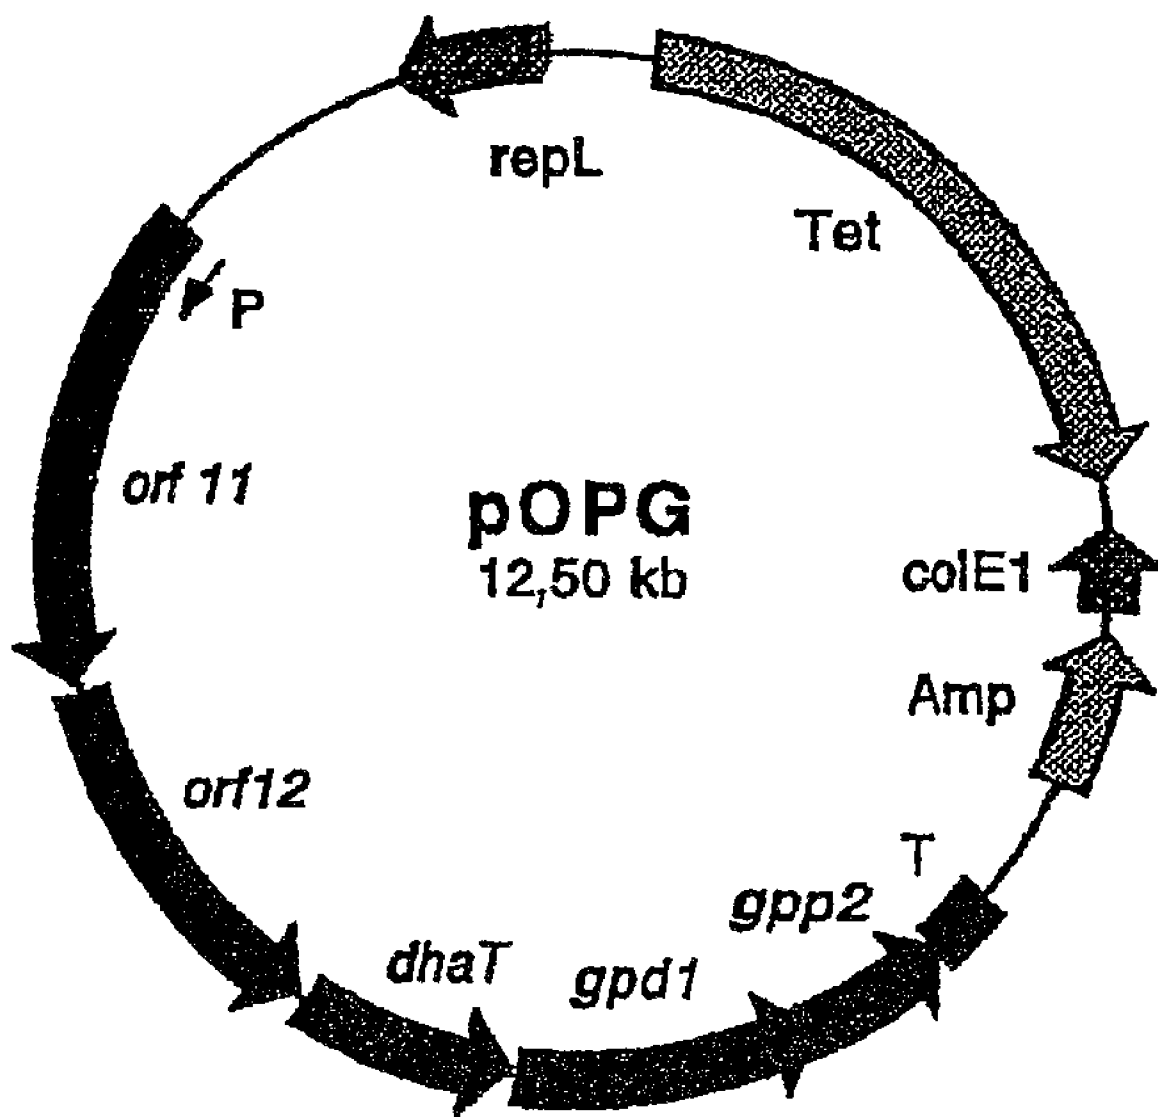 repL
Tet
P
orf 11
pOPG
12,50 kb
colE1
Amp
orf12
T
gpp2
dhaT
gpd1